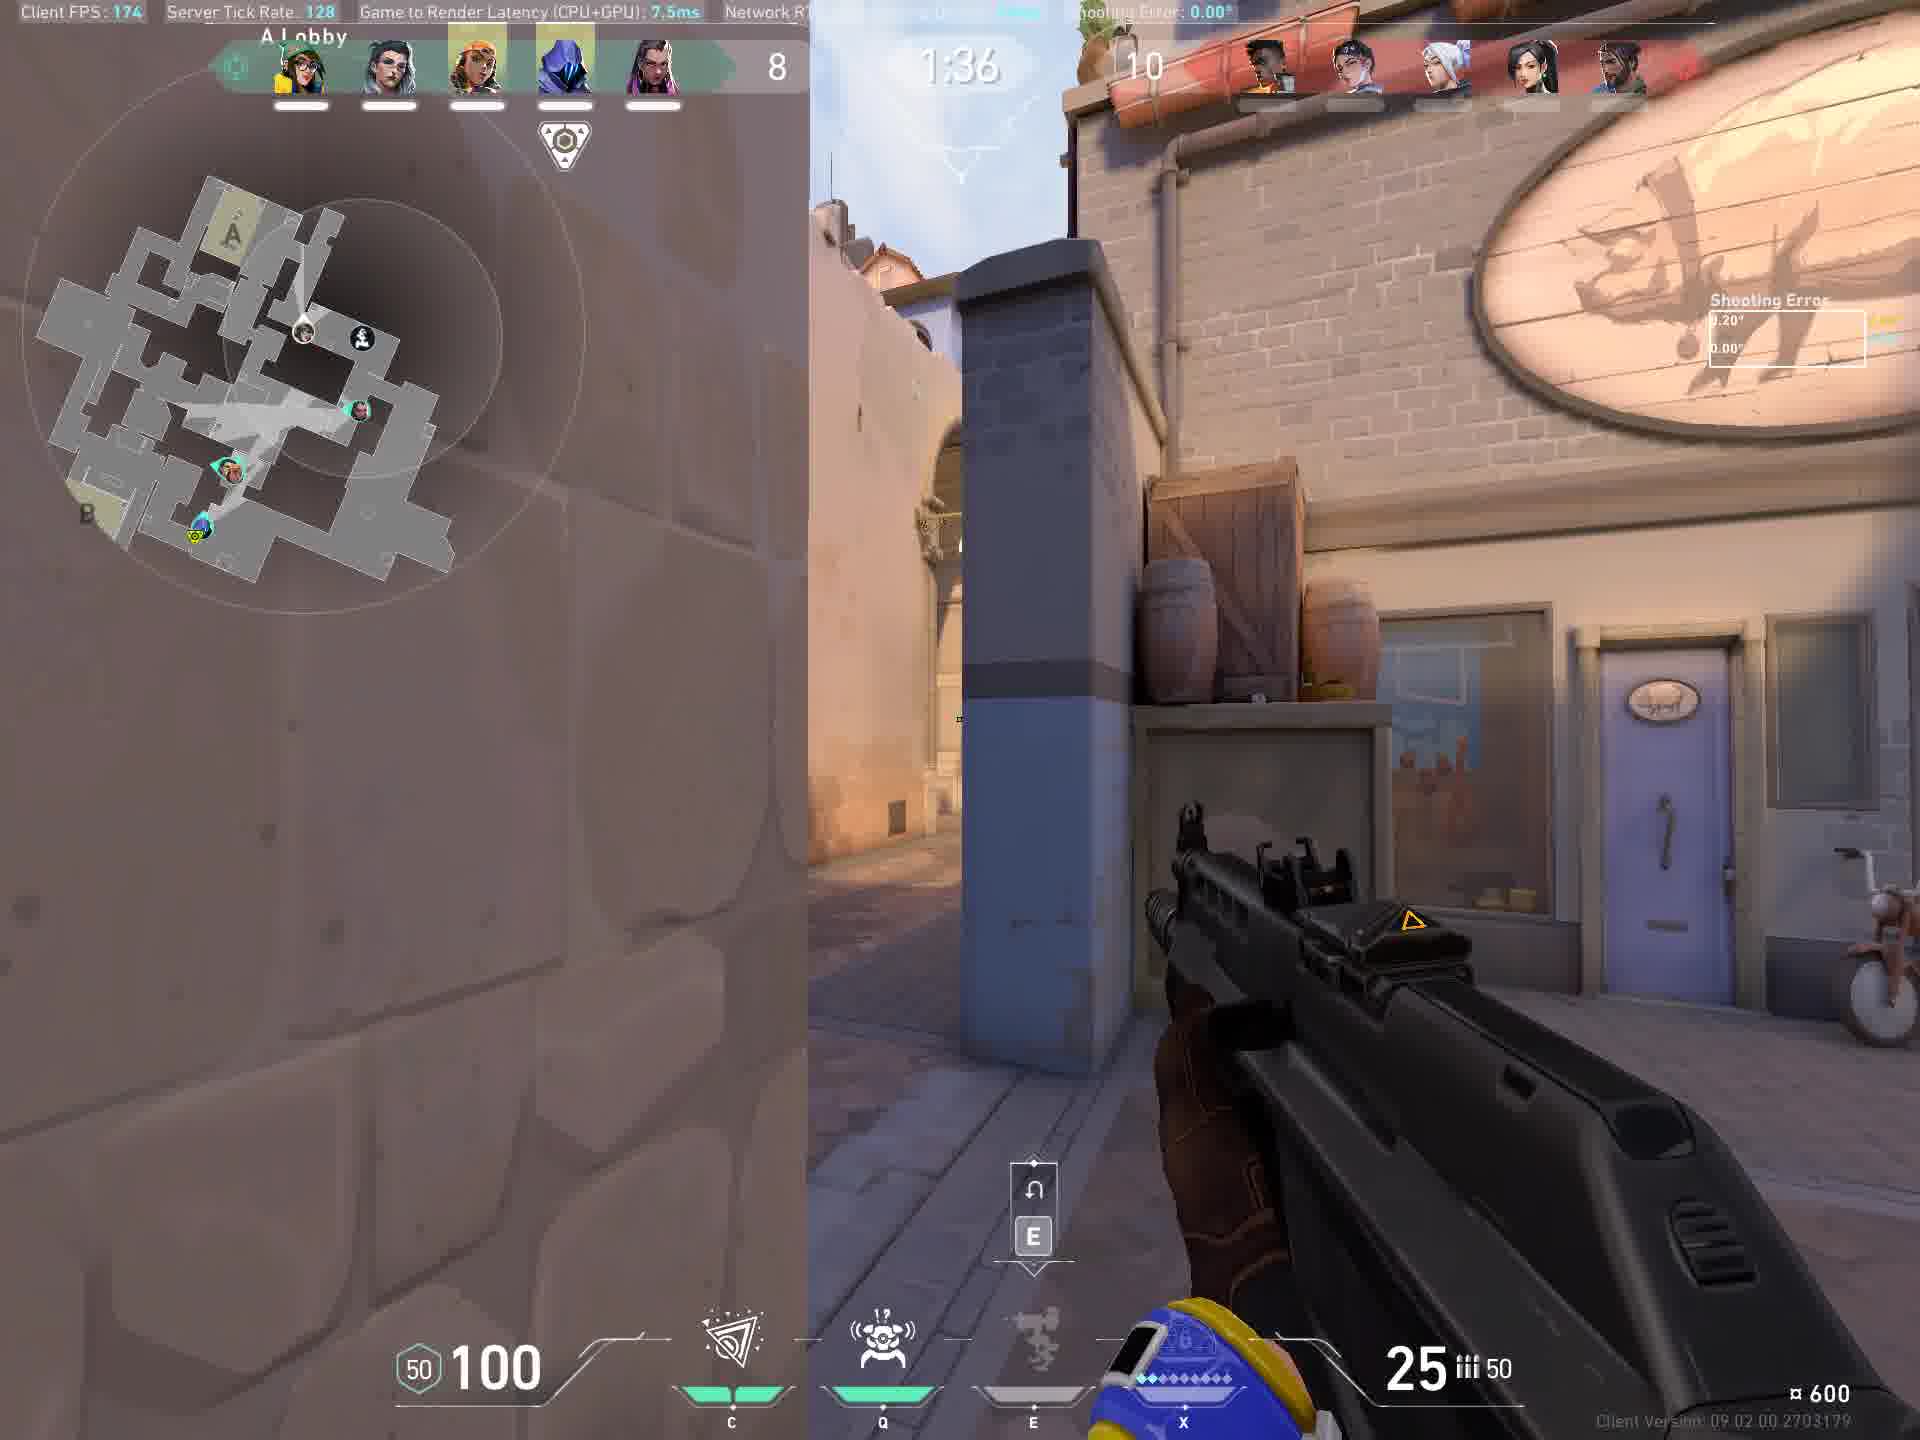 Client FPS: 174 Server Tick Rate: 128 Game to Render Latency (CPU+GPU): 7.5ms Network R
hooting Error: 0.00°
A Lobby
8
1:36
10
A
B
Shooting Error
0.20°
0.00°
E
50
100
C
Q
E
X
25
50
¤ 600
Client Version: 09.02.00.2703179